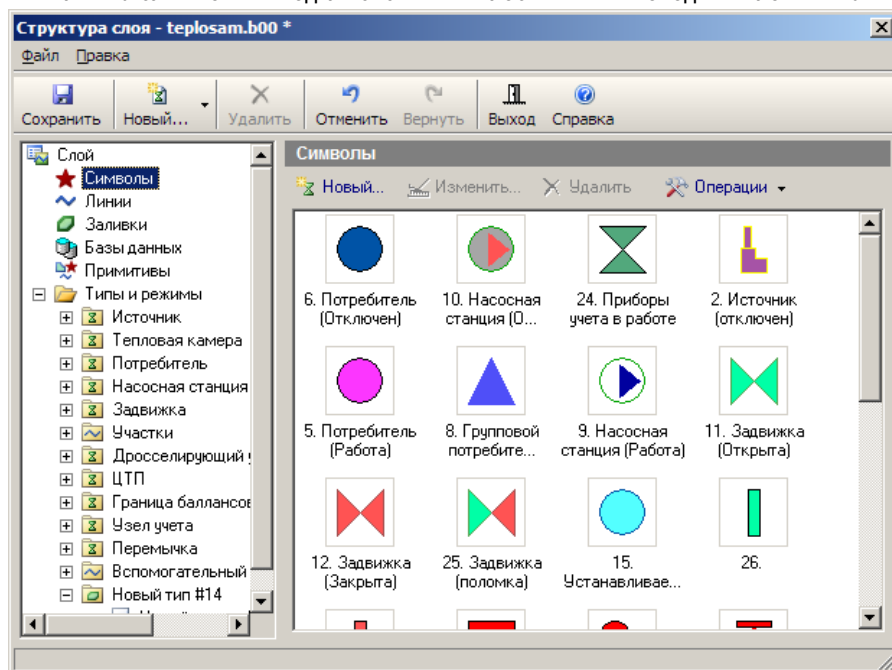 Структура слоя - teplosam.b00 *
Файл Правка
Сохранить Новый... Удалить Отменить Вернуть Выход Справка
Слой
Символы
Линии
Заливки
Базы данных
Примитивы
Типы и режимы
Источник
Тепловая камера
Потребитель
Насосная станция
Задвижка
Участки
Дросселирующий
ЦТП
Граница баллансов
Узел учета
Перемычка
Вспомогательный
Новый тип #14
Символы
Новый... Изменить... Удалить Операции
6. Потребитель
(Отключен)
10. Насосная
станция (О...
24. Приборы
учета в работе
2. Источник
(отключен)
5. Потребитель
(Работа)
8. Групповой
потребите...
9. Насосная
станция (Работа)
11. Задвижка
(Открыта)
12. Задвижка
(Закрыта)
25. Задвижка
(поломка)
15.
Устанавливае...
26.